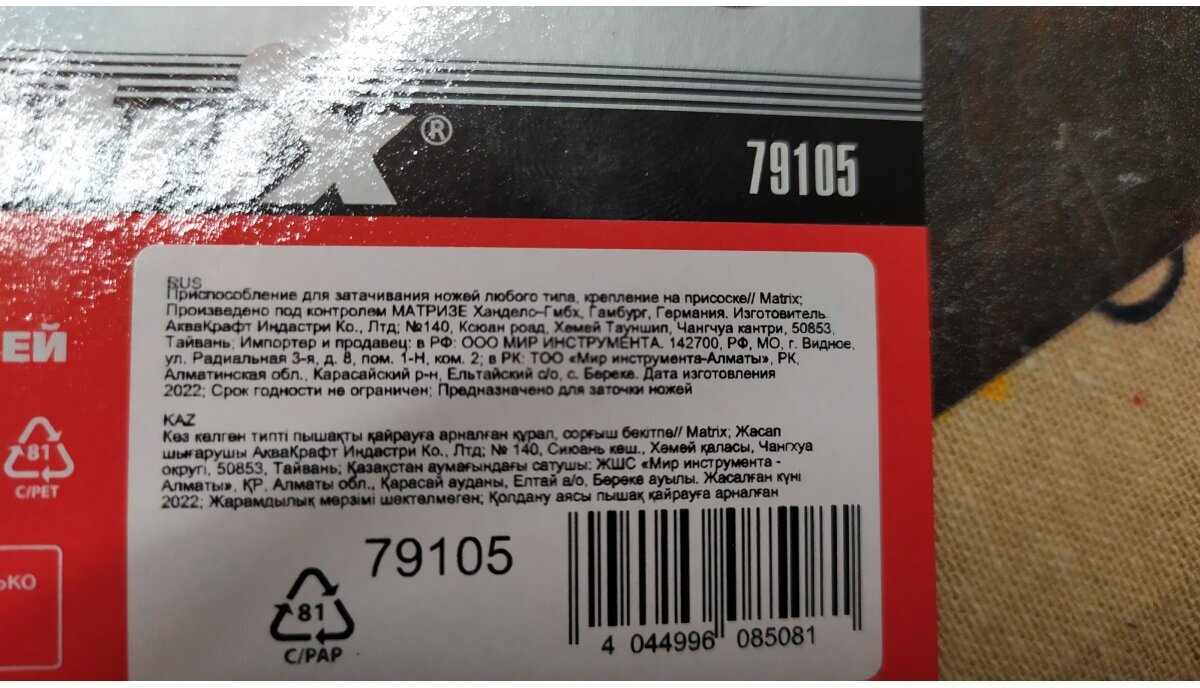 ®
79105
ЕЙ
81
C/PET
ЬКО
RUS
Приспособление для затачивания ножей любого типа, крепление на присоске// Matrix;
Произведено под контролем МАТРИЗЕ Ханделс-Гмбх, Гамбург, Германия. Изготовитель
АкваКрафт Индастри Ко., Лтд; №140, Ксюан роад, Хемей Тауншип, Чангчуа кантри, 50853,
Тайвань; Импортер и продавец: в РФ: ООО МИР ИНСТРУМЕНТА. 142700, РФ, МО, г. Видное,
ул. Радиальная 3-я, д. 8, пом. 1-Н, ком. 2; в РК: ТОО «Мир инструмента-Алматы», РК,
Алматинская обл., Карасайский р-н, Ельтайский с/о, с. Береке. Дата изготовления
2022; Срок годности не ограничен; Предназначено для заточки ножей
KAZ
Кез келген типті пышақты қайрауға арналған құрал, сорғыш бекітпе// Matrix; Жасап
шығарушы АкваКрафт Индастри Ко., Лтд; № 140, Сиюань көш., Хемей қаласы, Чангхуа
округі, 50853, Тайвань; Қазақстан аумағындағы сатушы: ЖШС «Мир инструмента -
Алматы», ҚР, Алматы обл., Қарасай ауданы, Елтай а/о, Береке ауылы. Жасалған күні
2022; Жарамдылық мерзімі шектелмеген; Қолдану аясы пышақ қайрауға арналған
79105
81
C/PAP
4 044996 085081